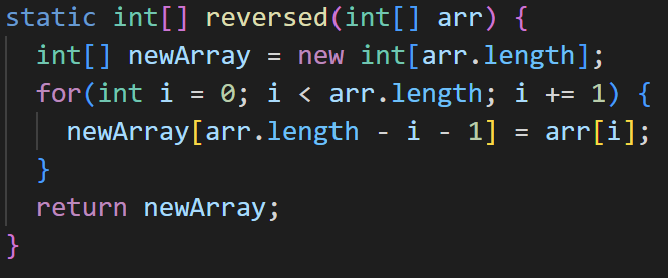 static int[] reversed(int[] arr) {
  int[] newArray = new int[arr.length];
  for(int i = 0; i < arr.length; i += 1) {
    newArray[arr.length - i - 1] = arr[i];
  }
  return newArray;
}